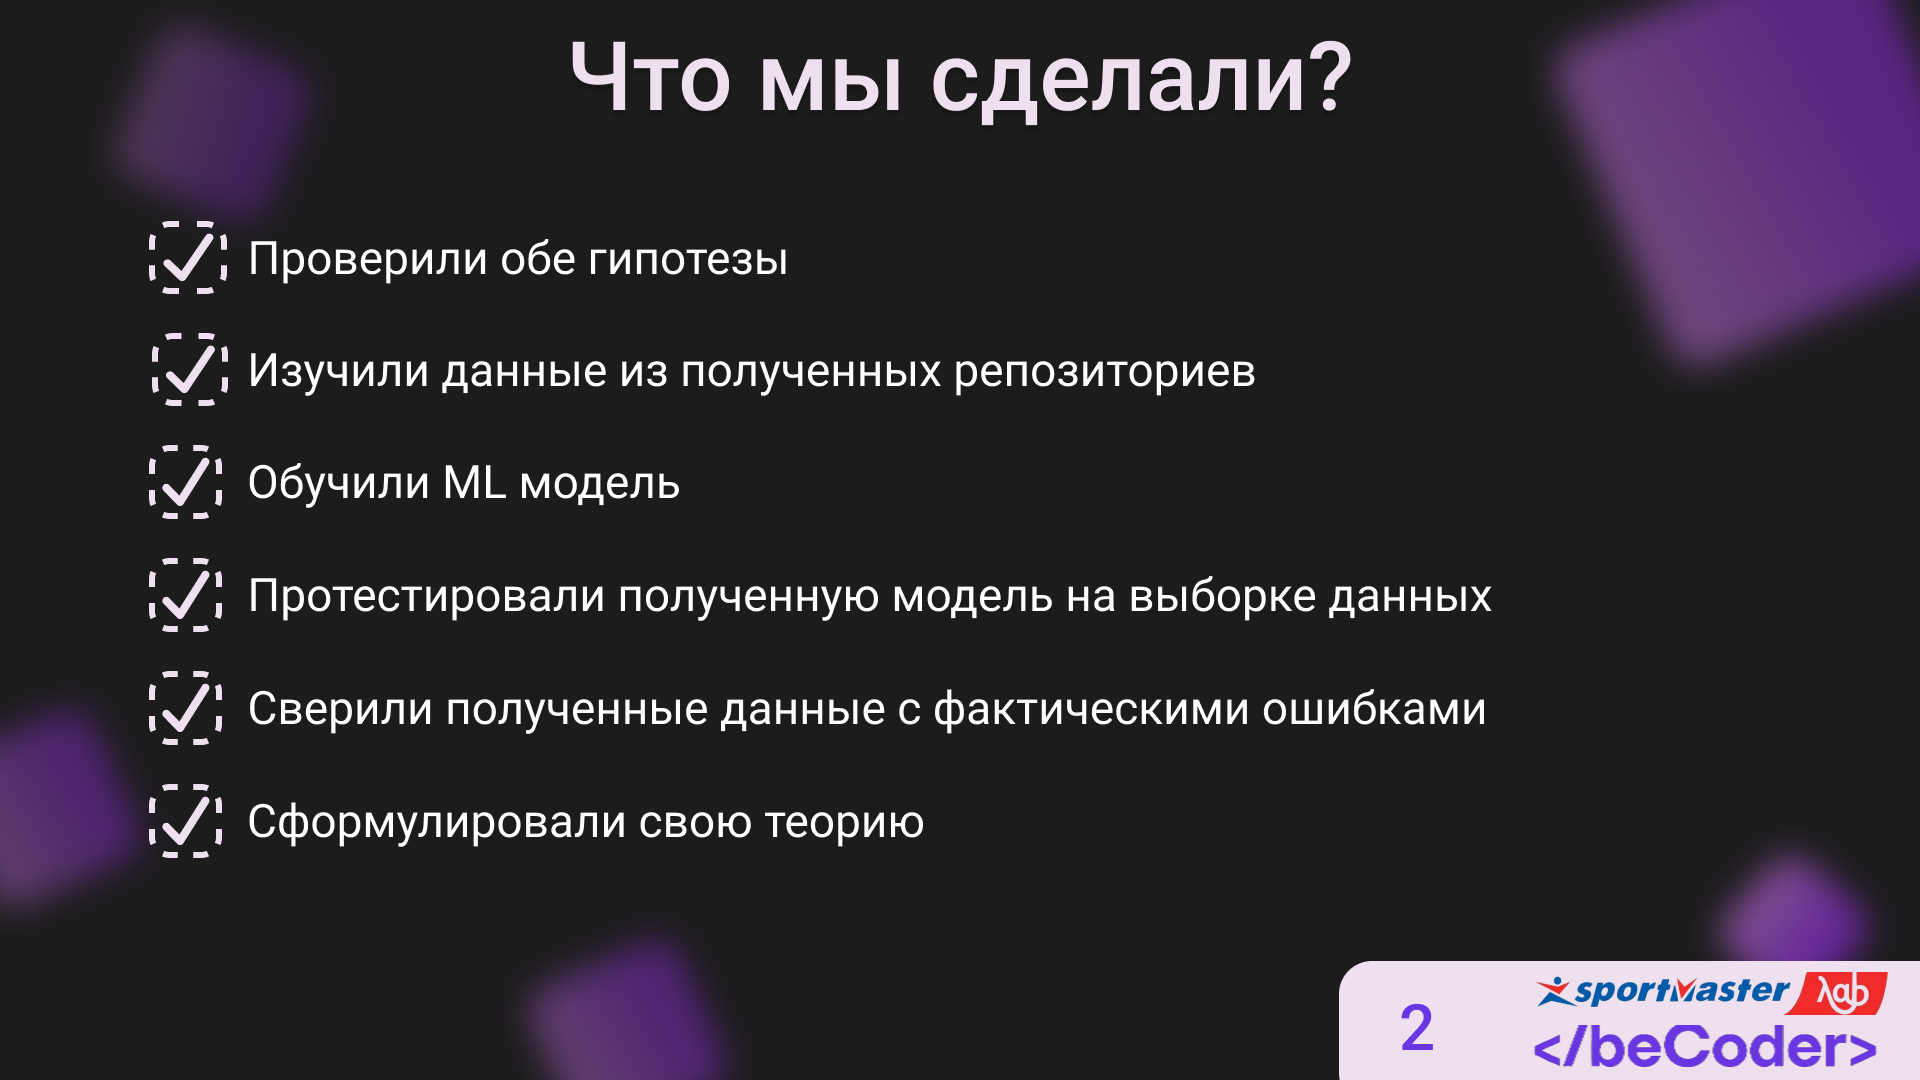 Что мы сделали?
Проверили обе гипотезы
Изучили данные из полученных репозиториев
Обучили ML модель
Протестировали полученную модель на выборке данных
Сверили полученные данные с фактическими ошибками
Сформулировали свою теорию
2
sportmaster λab
</beCoder>